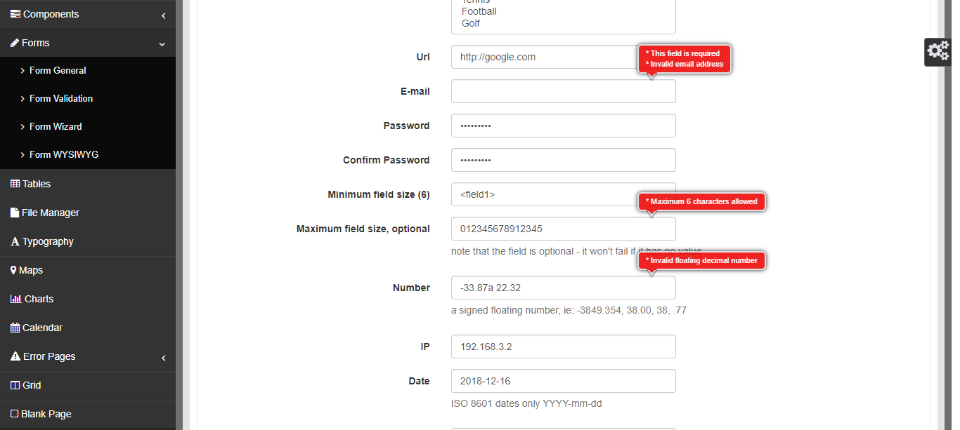 Components
Forms
Form General
Form Validation
Form Wizard
Form WYSIWYG
Tables
File Manager
Typography
Maps
Charts
Calendar
Error Pages
Grid
Blank Page
Tennis
Football
Golf
Url http://google.com
* This field is required
* Invalid email address
E-mail
Password •••••••••
Confirm Password •••••••••
Minimum field size (6) <field1>
* Maximum 6 characters allowed
Maximum field size, optional 012345678912345
note that the field is optional - it won't fail if it has no value
* Invalid floating decimal number
Number -33.87a 22.32
a signed floating number, ie: -3849.354, 38.00, 38, .77
IP 192.168.3.2
Date 2018-12-16
ISO 8601 dates only YYYY-mm-dd